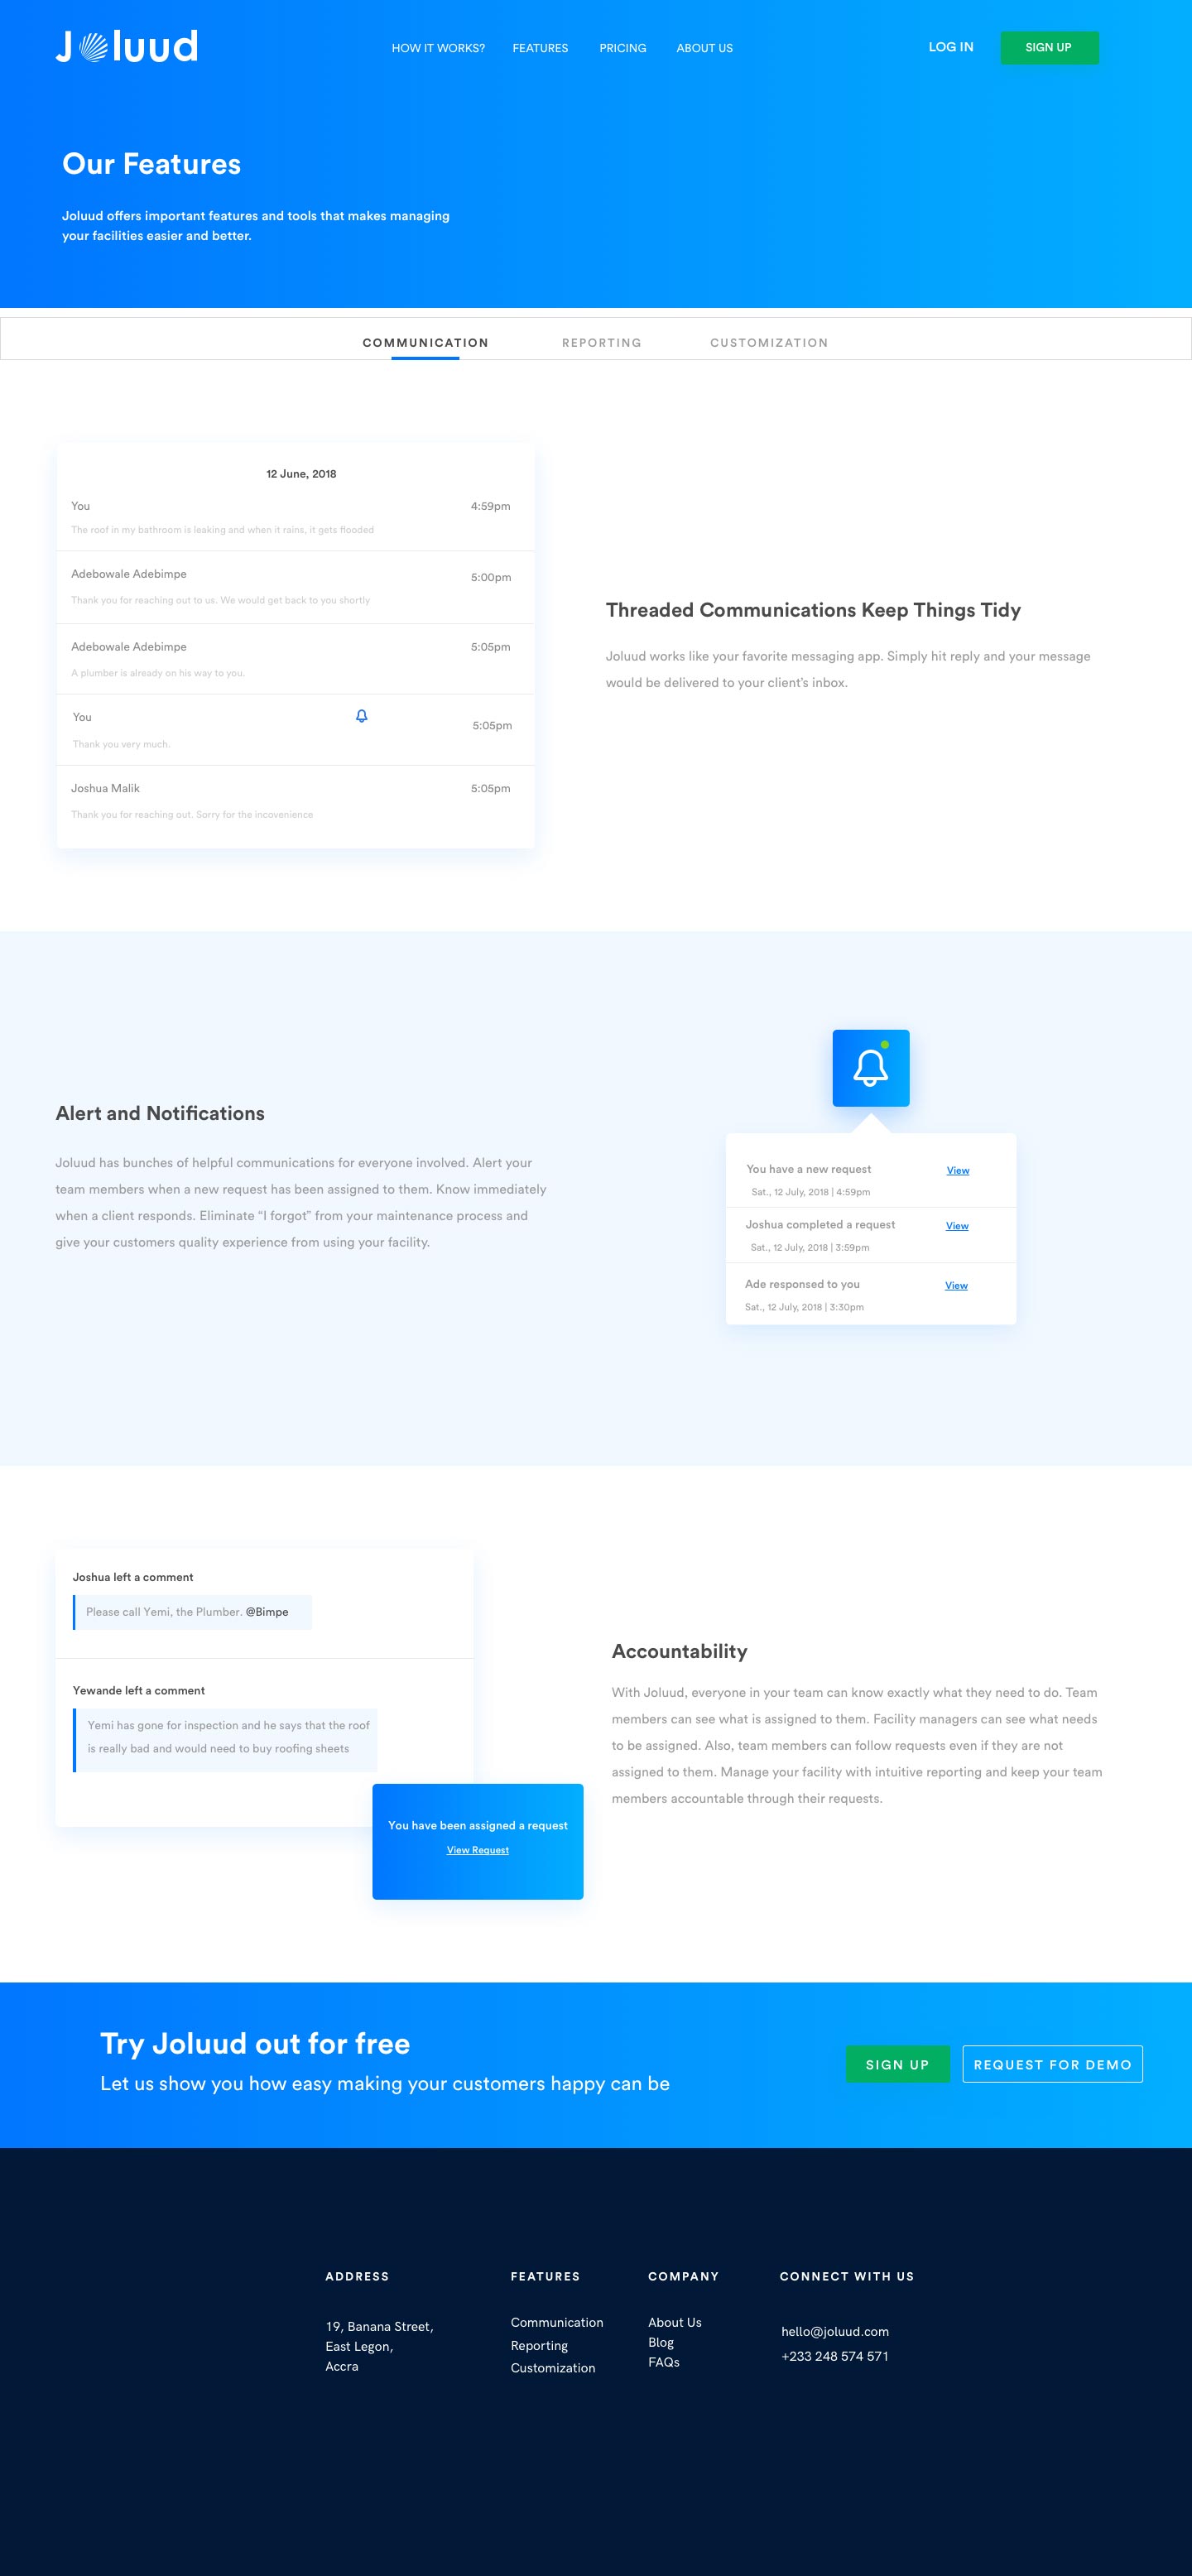 Joluud
HOW IT WORKS?
FEATURES
PRICING
ABOUT US
LOG IN
SIGN UP
Our Features
Joluud offers important features and tools that makes managing
your facilities easier and better.
COMMUNICATION
REPORTING
CUSTOMIZATION
12 June, 2018
You
4:59pm
The roof in my bathroom is leaking and when it rains, it gets flooded
Adebowale Adebimpe
5:00pm
Thank you for reaching out to us. We would get back to you shortly
Adebowale Adebimpe
5:05pm
A plumber is already on his way to you.
You
5:05pm
Thank you very much.
Joshua Malik
5:05pm
Thank you for reaching out. Sorry for the incovenience
Threaded Communications Keep Things Tidy
Joluud works like your favorite messaging app. Simply hit reply and your message
would be delivered to your client's inbox.
Alert and Notifications
Joluud has bunches of helpful communications for everyone involved. Alert your
team members when a new request has been assigned to them. Know immediately
when a client responds. Eliminate “I forgot” from your maintenance process and
give your customers quality experience from using your facility.
You have a new request
View
Sat., 12 July, 2018 | 4:59pm
Joshua completed a request
View
Sat., 12 July, 2018 | 3:59pm
Ade responsed to you
View
Sat., 12 July, 2018 | 3:30pm
Joshua left a comment
Please call Yemi, the Plumber. @Bimpe
Yewande left a comment
Yemi has gone for inspection and he says that the roof
is really bad and would need to buy roofing sheets
You have been assigned a request
View Request
Accountability
With Joluud, everyone in your team can know exactly what they need to do. Team
members can see what is assigned to them. Facility managers can see what needs
to be assigned. Also, team members can follow requests even if they are not
assigned to them. Manage your facility with intuitive reporting and keep your team
members accountable through their requests.
Try Joluud out for free
Let us show you how easy making your customers happy can be
SIGN UP
REQUEST FOR DEMO
ADDRESS
19, Banana Street,
East Legon,
Accra
FEATURES
Communication
Reporting
Customization
COMPANY
About Us
Blog
FAQs
CONNECT WITH US
hello@joluud.com
+233 248 574 571